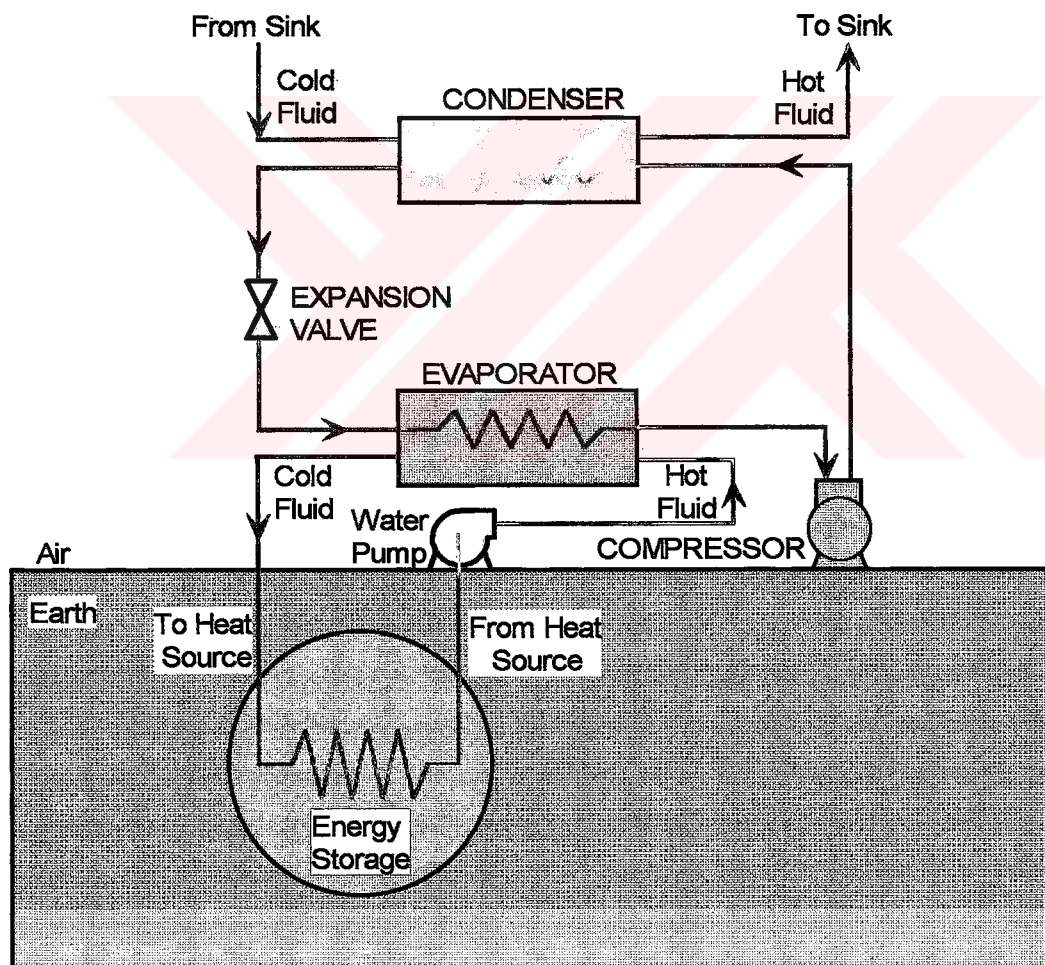 From Sink
To Sink
Cold
Fluid
CONDENSER
Hot
Fluid
EXPANSION
VALVE
EVAPORATOR
Cold
Fluid
Hot
Fluid
Water
Pump
COMPRESSOR
Air
Earth
To Heat
Source
From Heat
Source
Energy
Storage